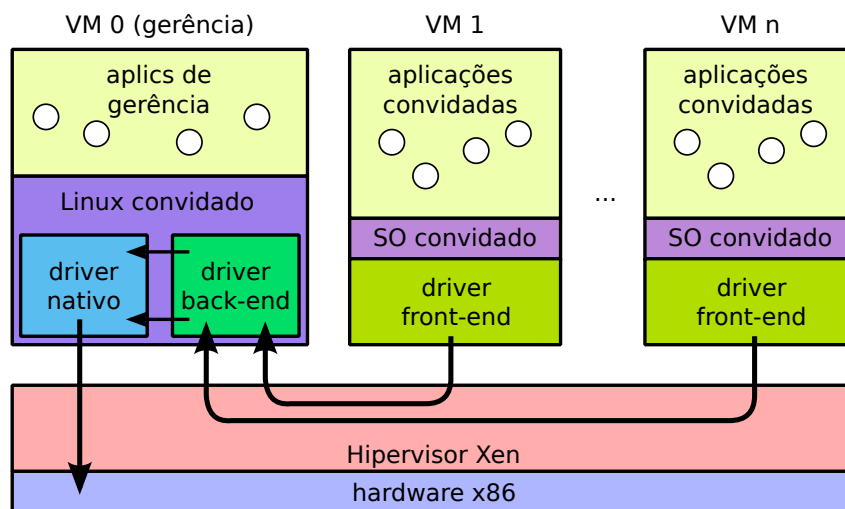 VM 0 (gerência)
VM 1
VM n
aplics de
gerência
aplicações
convidadas
aplicações
convidadas
...
Linux convidado
SO convidado
SO convidado
driver
nativo
driver
back-end
driver
front-end
driver
front-end
Hipervisor Xen
hardware x86